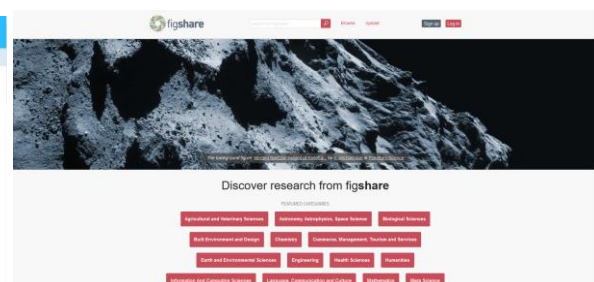 figshare
Browse Upload Sign up Log in
Discover research from figshare
FEATURED CATEGORIES
Agricultural and Veterinary Sciences Astronomy, Astrophysics, Space Science Biological Sciences
Built Environment and Design Chemistry Commerce, Management, Tourism and Services
Earth and Environmental Sciences Engineering Health Sciences Humanities
Information And Computing Sciences Language, Communication and Culture Mathematics Meta Science